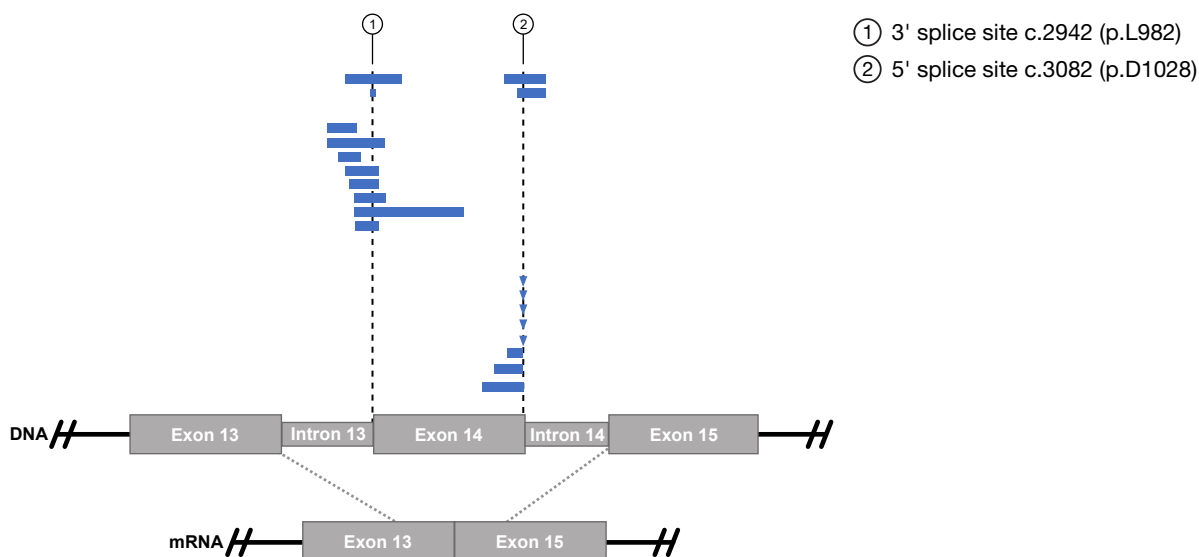 ① 3' splice site c.2942 (p.L982)
② 5' splice site c.3082 (p.D1028)
1 2
DNA Exon 13 Intron 13 Exon 14 Intron 14 Exon 15
mRNA Exon 13 Exon 15